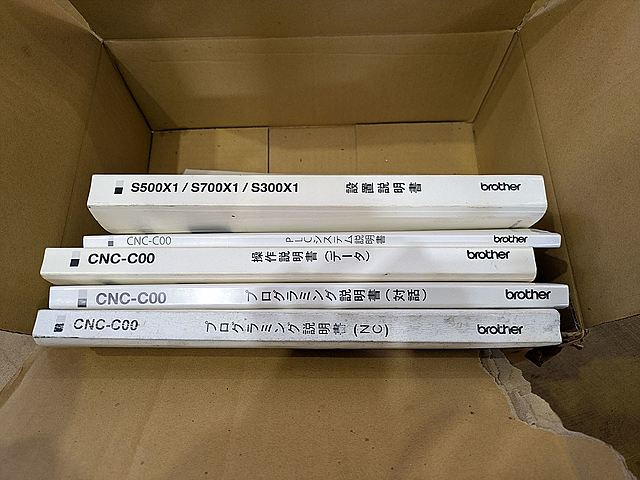 S500X1 / S700X1 / S300X1 設置説明書 brother
CNC-C00 PLCシステム説明書 brother
CNC-C00 操作説明書(データ) brother
CNC-C00 プログラミング説明書(対話) brother
CNC-C00 プログラミング説明書(NC) brother